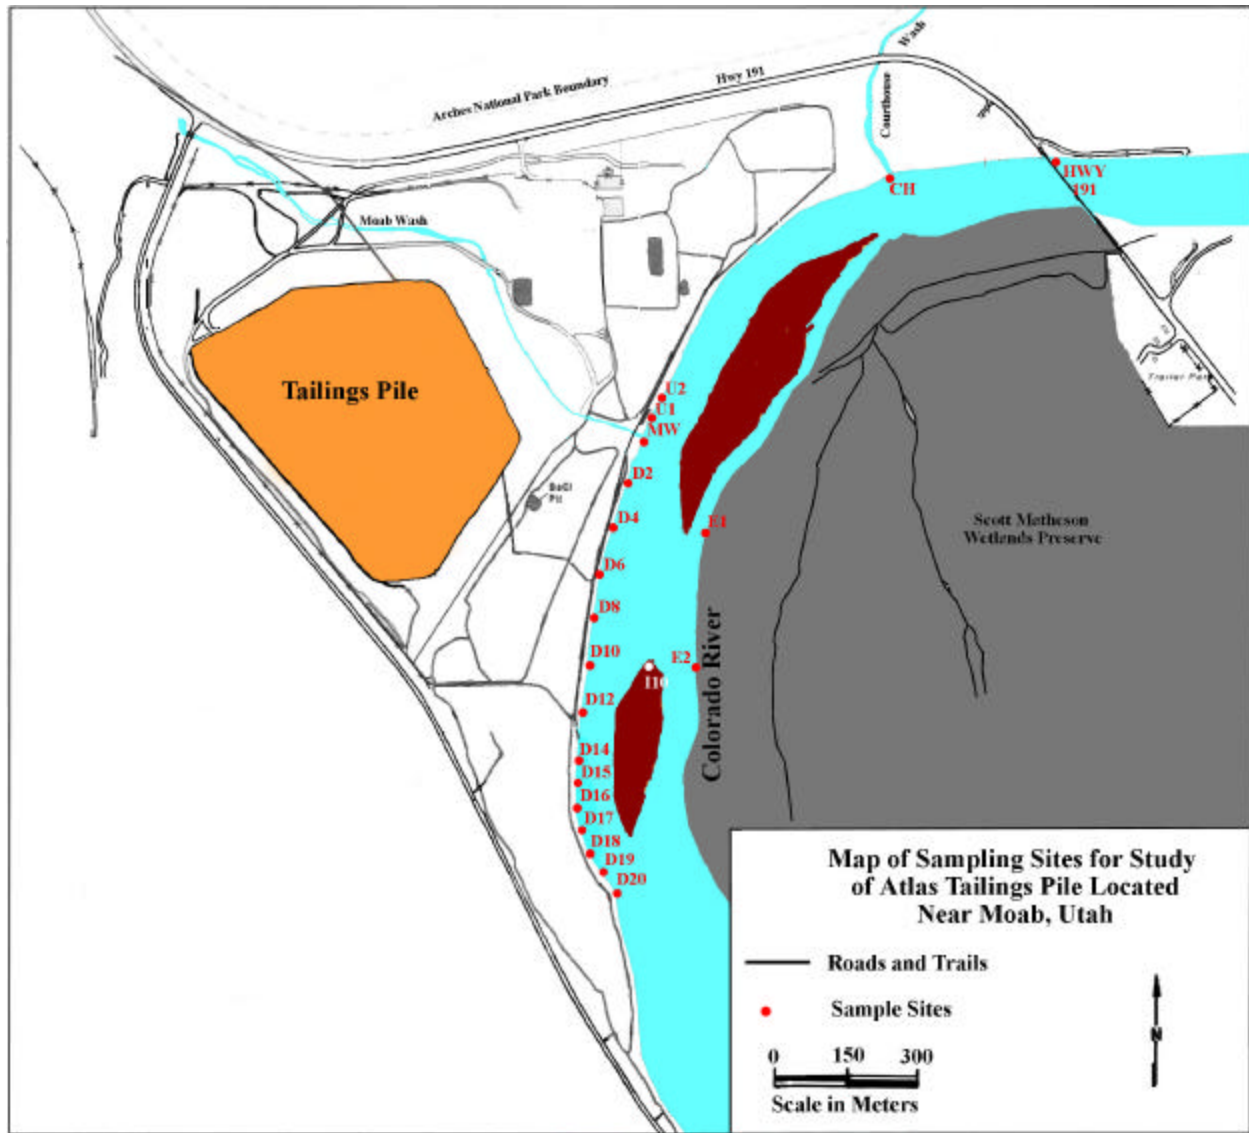 Wash
Courthouse
Hwy 191
Arches National Park Boundary
HWY
191
CH
Moab Wash
Tailings Pile
U2
U1
MW
D2
D4
E1
D6
D8
D10
E2
I10
D12
D14
D15
D16
D17
D18
D19
D20
Colorado River
Scott Matheson
Wetlands Preserve
Map of Sampling Sites for Study
of Atlas Tailings Pile Located
Near Moab, Utah
Roads and Trails
Sample Sites
N
0 150 300
Scale in Meters